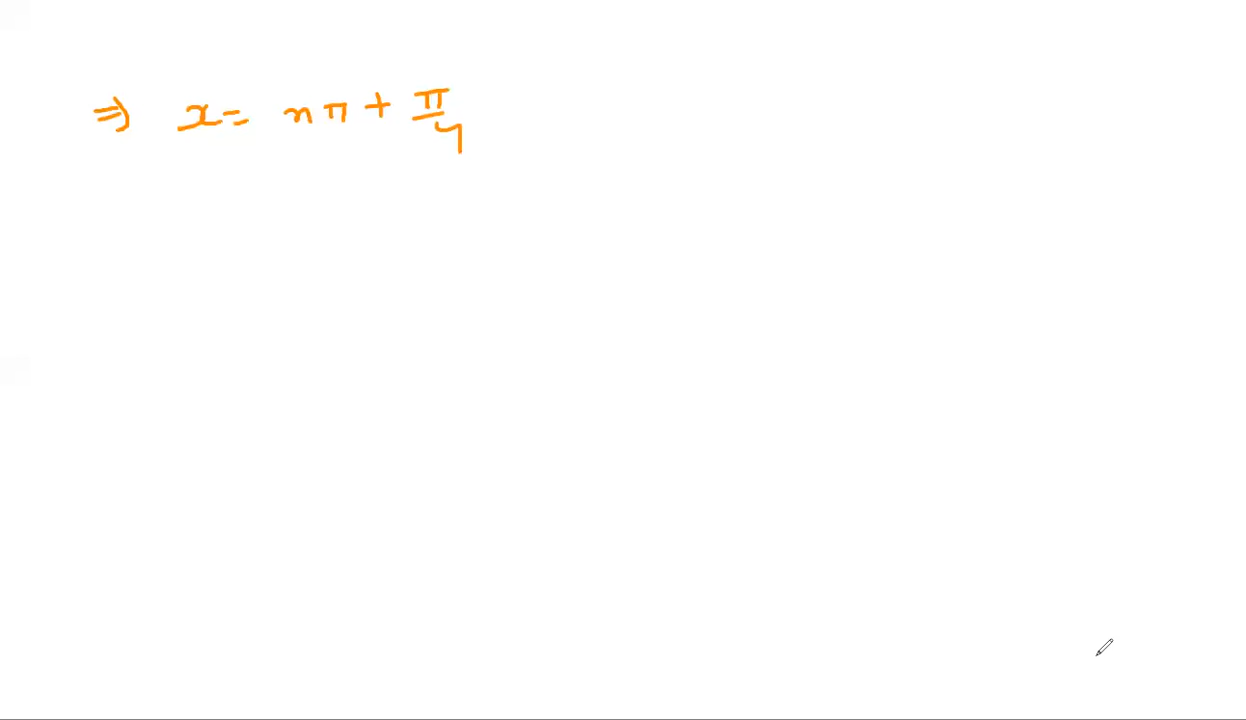 ⇒ x = nπ + π/4